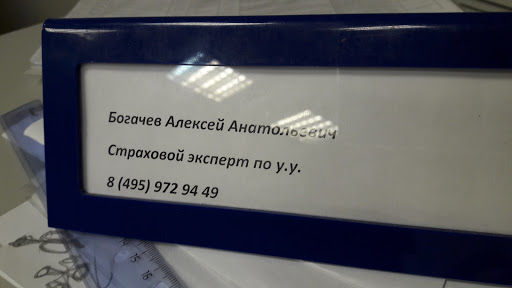 Богачев Алексей Анатольевич
Страховой эксперт по у.у.
8 (495) 972 94 49